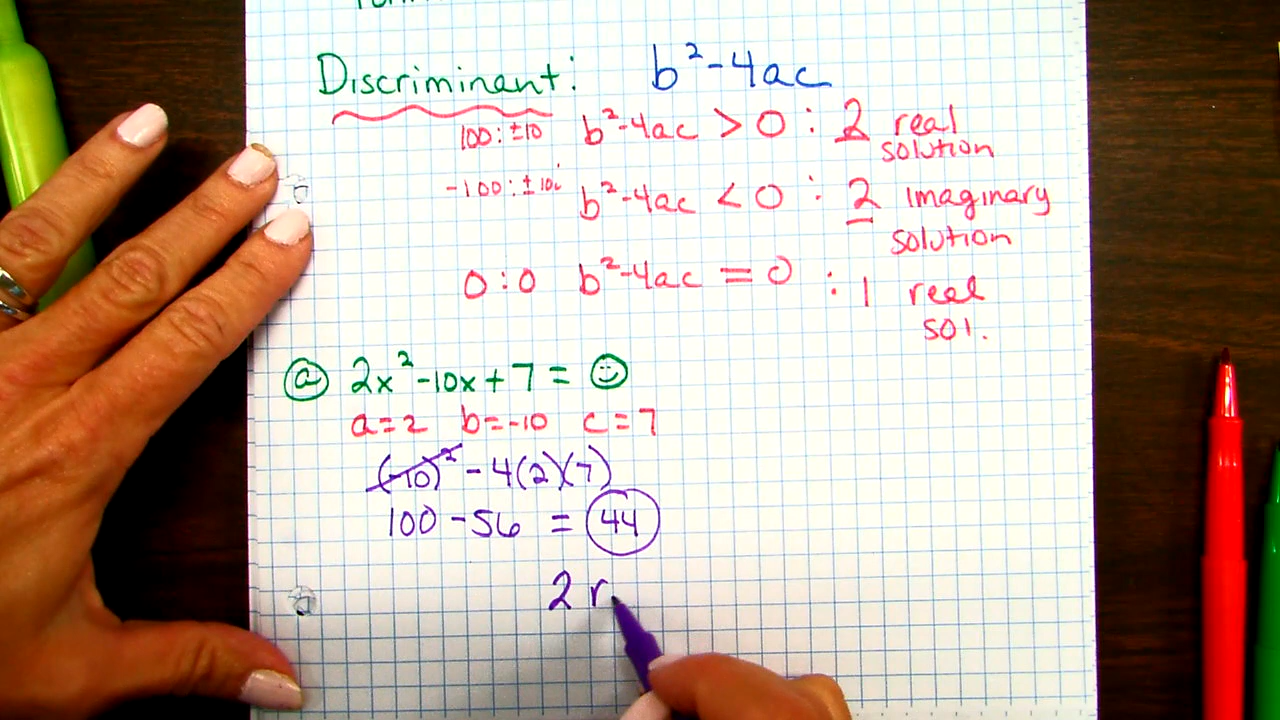 Discriminant: b²-4ac
100: ±10 b²-4ac > 0 : 2 real
solution
-100: ±10i b²-4ac < 0 : 2 imaginary
solution
0:0 b²-4ac = 0 : 1 real
sol.
ⓐ 2x²-10x+7= ☺
a=2 b=-10 c=7
(-10)² - 4(2)(7)
100 - 56 = 44
2 r